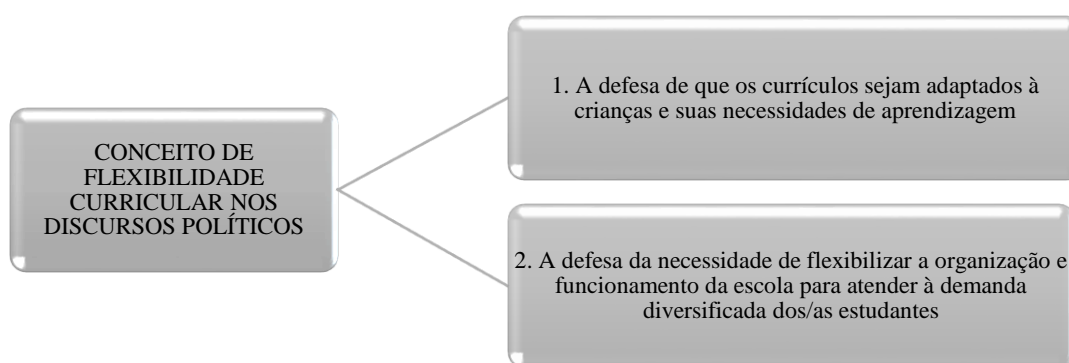 CONCEITO DE
FLEXIBILIDADE
CURRICULAR NOS
DISCURSOS POLÍTICOS
1. A defesa de que os currículos sejam adaptados à
crianças e suas necessidades de aprendizagem
2. A defesa da necessidade de flexibilizar a organização e
funcionamento da escola para atender à demanda
diversificada dos/as estudantes